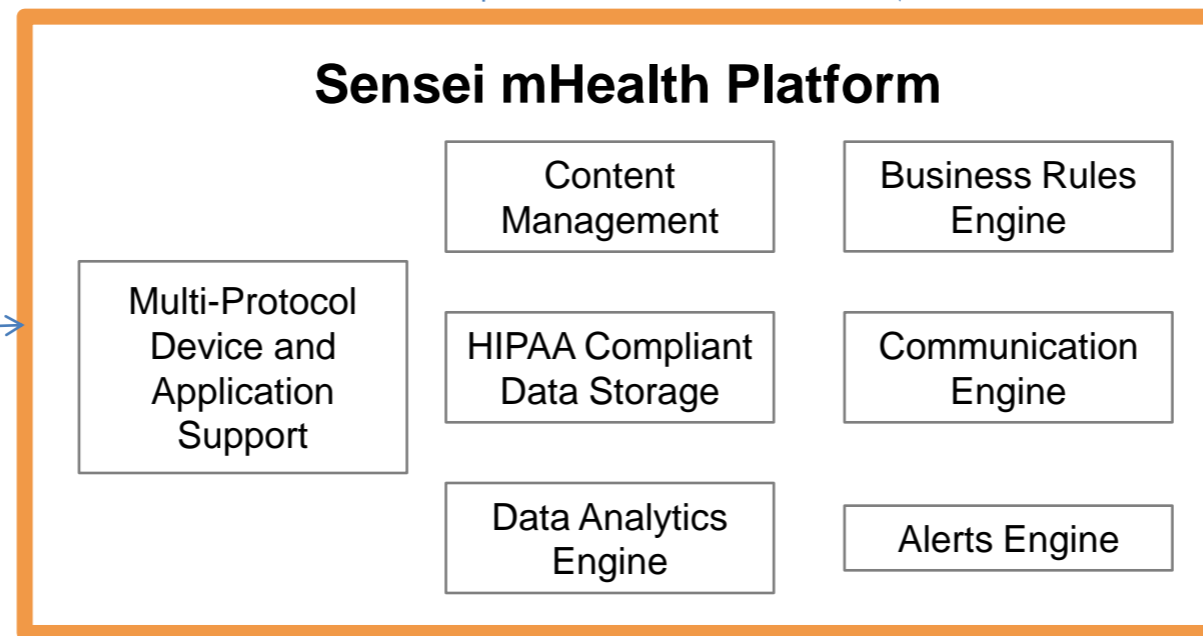 Sensei mHealth Platform
Content
Management
Business Rules
Engine
Multi-Protocol
Device and
Application
Support
HIPAA Compliant
Data Storage
Communication
Engine
Data Analytics
Engine
Alerts Engine